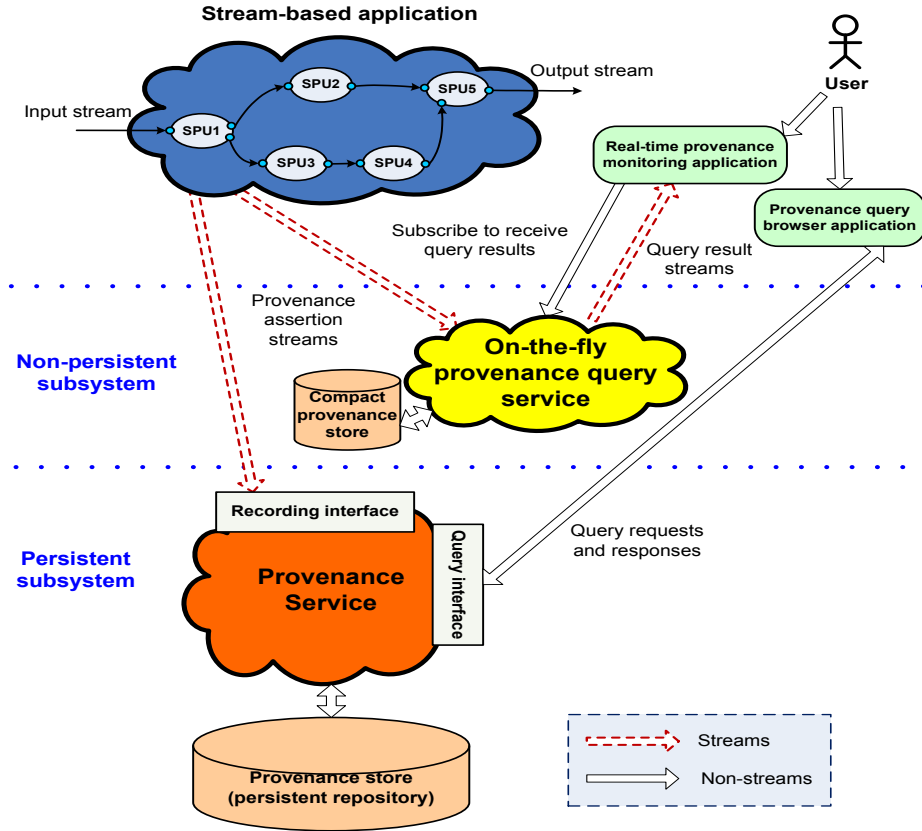 Stream-based application
Input stream
SPU1
SPU2
SPU3
SPU4
SPU5
Output stream
User
Real-time provenance
monitoring application
Provenance query
browser application
Subscribe to receive
query results
Query result
streams
Provenance
assertion
streams
Non-persistent
subsystem
On-the-fly
provenance query
service
Compact
provenance
store
Persistent
subsystem
Recording interface
Query interface
Provenance
Service
Query requests
and responses
Provenance store
(persistent repository)
Streams
Non-streams